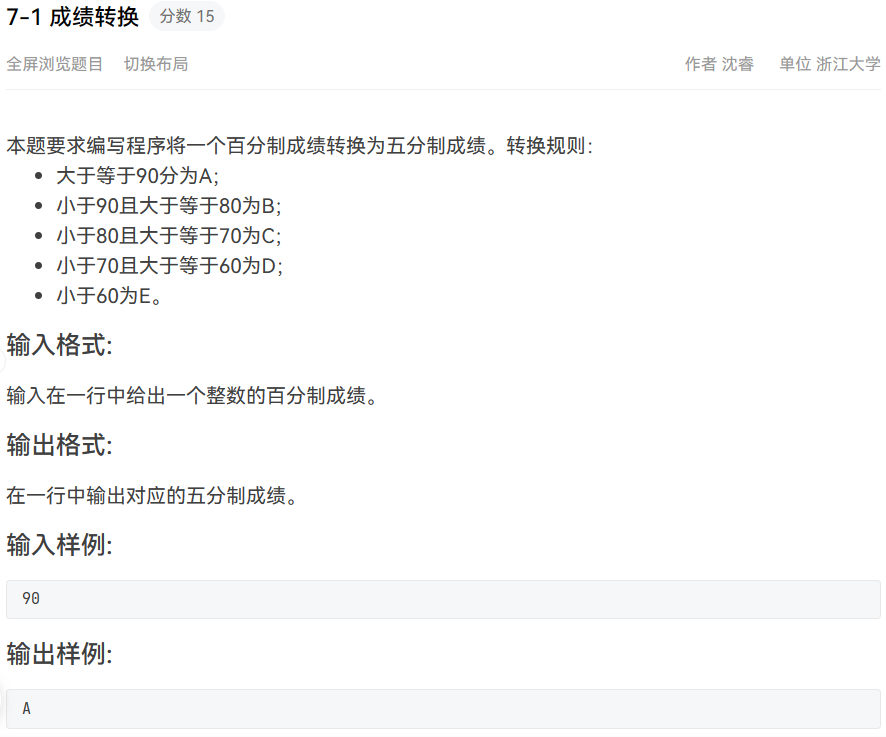 7-1 成绩转换 分数 15
全屏浏览题目 切换布局 作者 沈睿 单位 浙江大学
本题要求编写程序将一个百分制成绩转换为五分制成绩。转换规则：
大于等于90分为A;
小于90且大于等于80为B;
小于80且大于等于70为C;
小于70且大于等于60为D;
小于60为E。
输入格式:
输入在一行中给出一个整数的百分制成绩。
输出格式:
在一行中输出对应的五分制成绩。
输入样例:
90
输出样例:
A